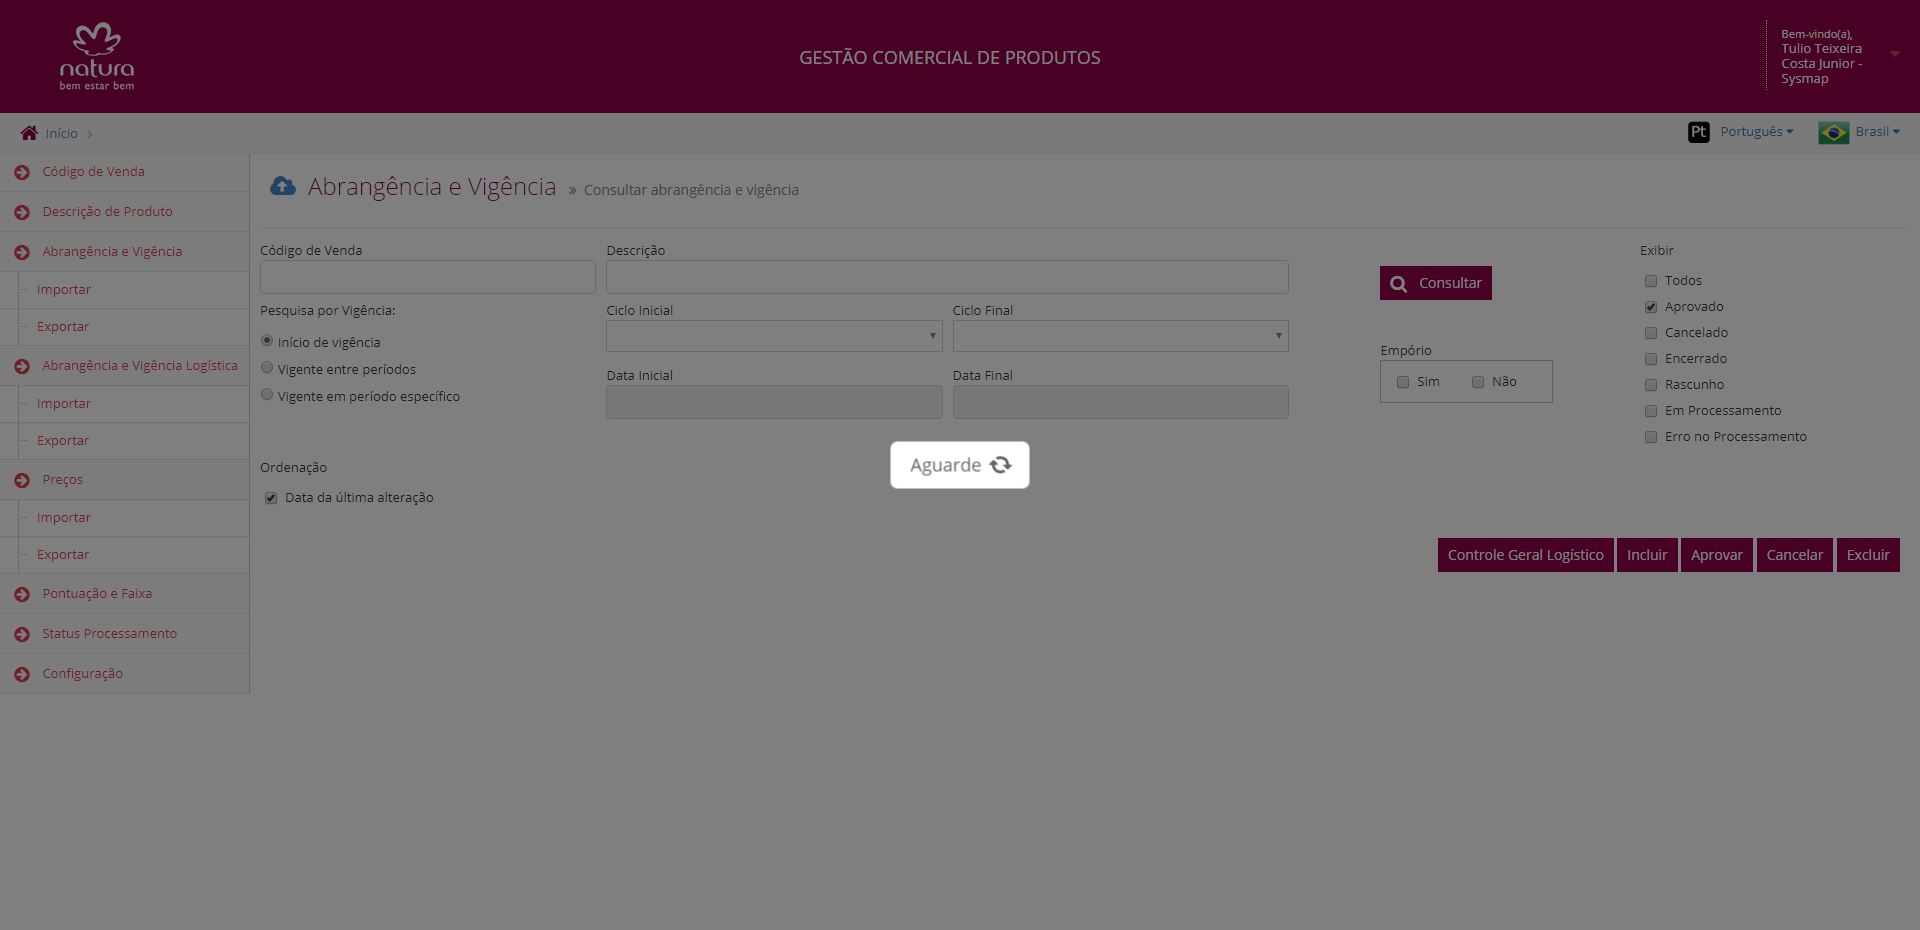 natura
bem estar bem
GESTÃO COMERCIAL DE PRODUTOS
Bem-vindo(a),
Tulio Teixeira
Costa Junior -
Sysmap
Início
Pt Português
Brasil
Código de Venda
Descrição de Produto
Abrangência e Vigência
Importar
Exportar
Abrangência e Vigência Logística
Importar
Exportar
Preços
Importar
Exportar
Pontuação e Faixa
Status Processamento
Configuração
Abrangência e Vigência » Consultar abrangência e vigência
Código de Venda
Descrição
Pesquisa por Vigência:
Início de vigência
Vigente entre períodos
Vigente em período específico
Ciclo Inicial
Ciclo Final
Data Inicial
Data Final
Consultar
Empório
Sim
Não
Exibir
Todos
Aprovado
Cancelado
Encerrado
Rascunho
Em Processamento
Erro no Processamento
Aguarde
Ordenação
Data da última alteração
Controle Geral Logístico
Incluir
Aprovar
Cancelar
Excluir